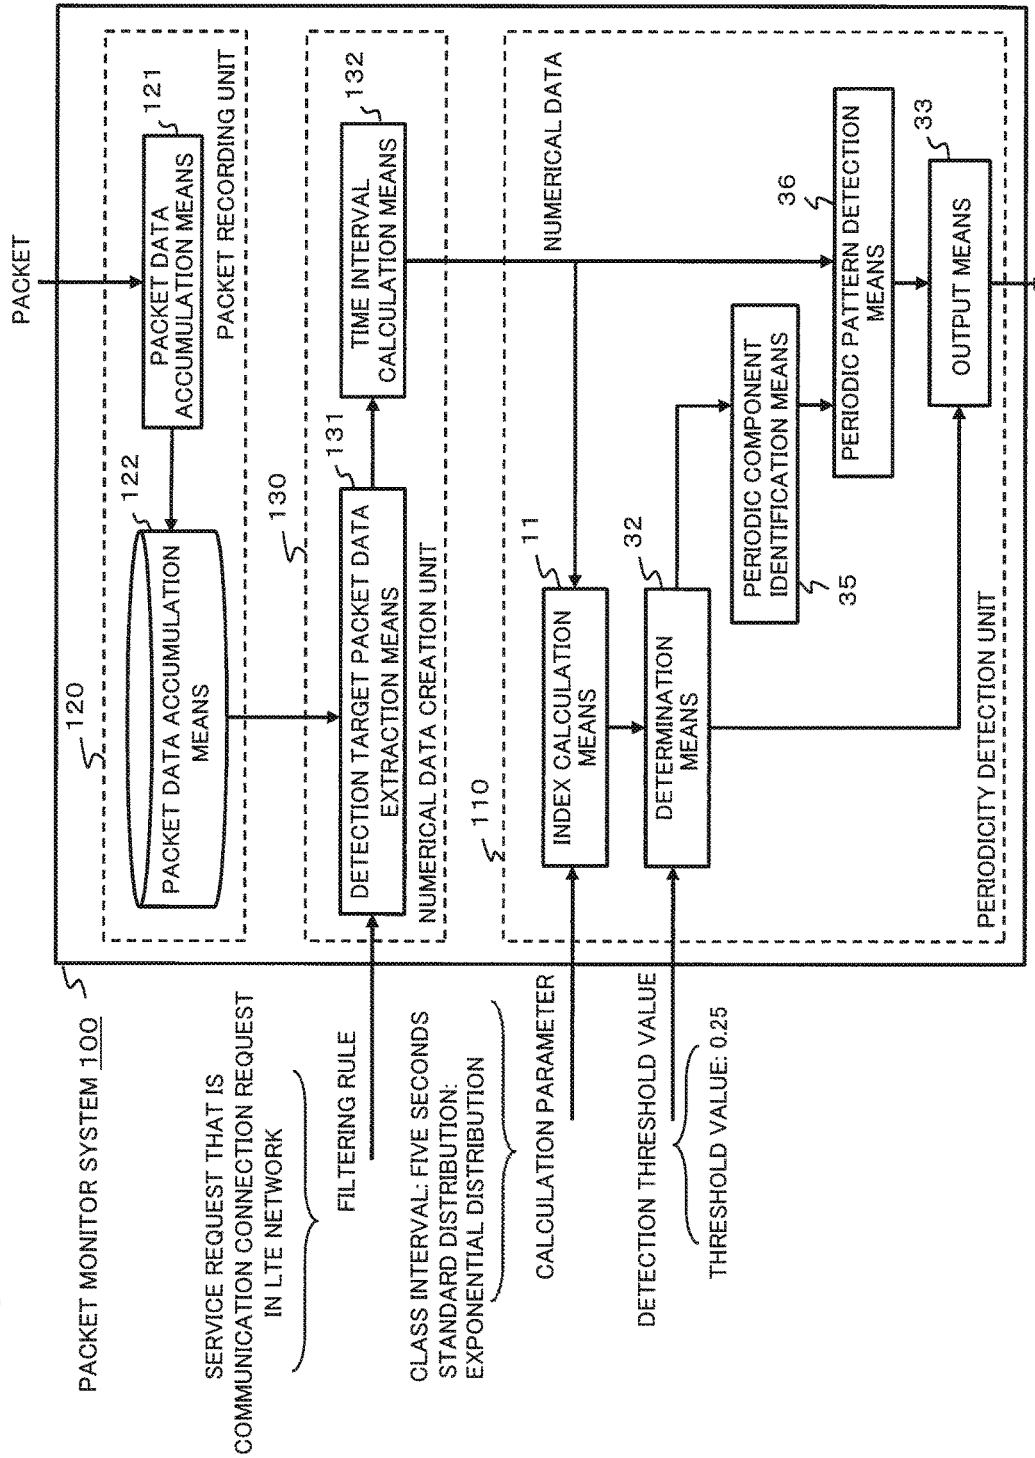 PACKET MONITOR SYSTEM 100
PACKET
120
122
PACKET DATA ACCUMULATION
MEANS
121
PACKET DATA
ACCUMULATION MEANS
PACKET RECORDING UNIT
SERVICE REQUEST THAT IS
COMMUNICATION CONNECTION REQUEST
IN LTE NETWORK
FILTERING RULE
130
131
DETECTION TARGET PACKET DATA
EXTRACTION MEANS
NUMERICAL DATA CREATION UNIT
132
TIME INTERVAL
CALCULATION MEANS
CLASS INTERVAL: FIVE SECONDS
STANDARD DISTRIBUTION:
EXPONENTIAL DISTRIBUTION
CALCULATION PARAMETER
110
NUMERICAL DATA
11
INDEX CALCULATION
MEANS
DETECTION THRESHOLD VALUE
THRESHOLD VALUE: 0.25
32
DETERMINATION
MEANS
PERIODIC COMPONENT
IDENTIFICATION MEANS
35
36
PERIODIC PATTERN DETECTION
MEANS
33
OUTPUT MEANS
PERIODICITY DETECTION UNIT